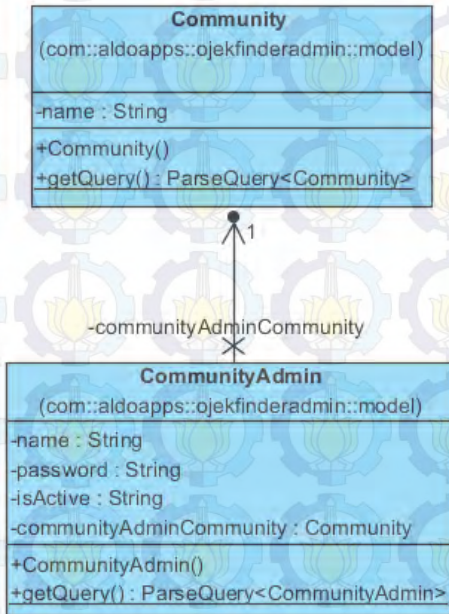 Community
(com::aldoapps::ojekfinderadmin::model)
-name : String
+Community()
+getQuery() : ParseQuery<Community>
1
-communityAdminCommunity
CommunityAdmin
(com::aldoapps::ojekfinderadmin::model)
-name : String
-password : String
-isActive : String
-communityAdminCommunity : Community
+CommunityAdmin()
+getQuery() : ParseQuery<CommunityAdmin>